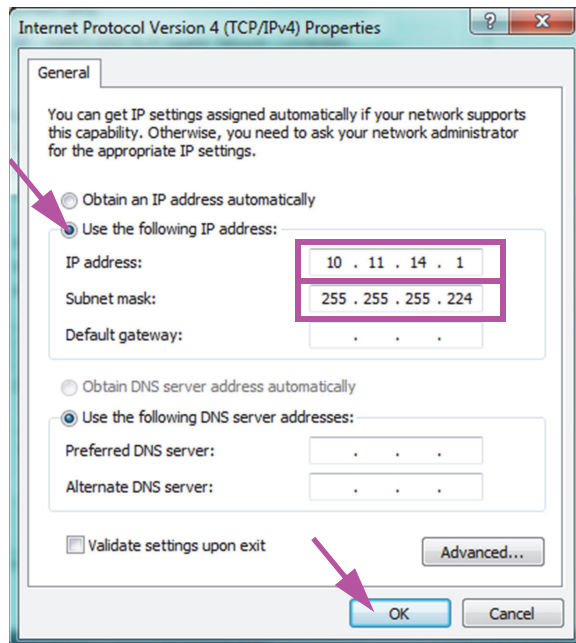 Internet Protocol Version 4 (TCP/IPv4) Properties
?
X
General
You can get IP settings assigned automatically if your network supports
this capability. Otherwise, you need to ask your network administrator
for the appropriate IP settings.
Obtain an IP address automatically
Use the following IP address:
IP address: 10 . 11 . 14 . 1
Subnet mask: 255 . 255 . 255 . 224
Default gateway: . . .
Obtain DNS server address automatically
Use the following DNS server addresses:
Preferred DNS server: . . .
Alternate DNS server: . . .
Validate settings upon exit
Advanced...
OK Cancel